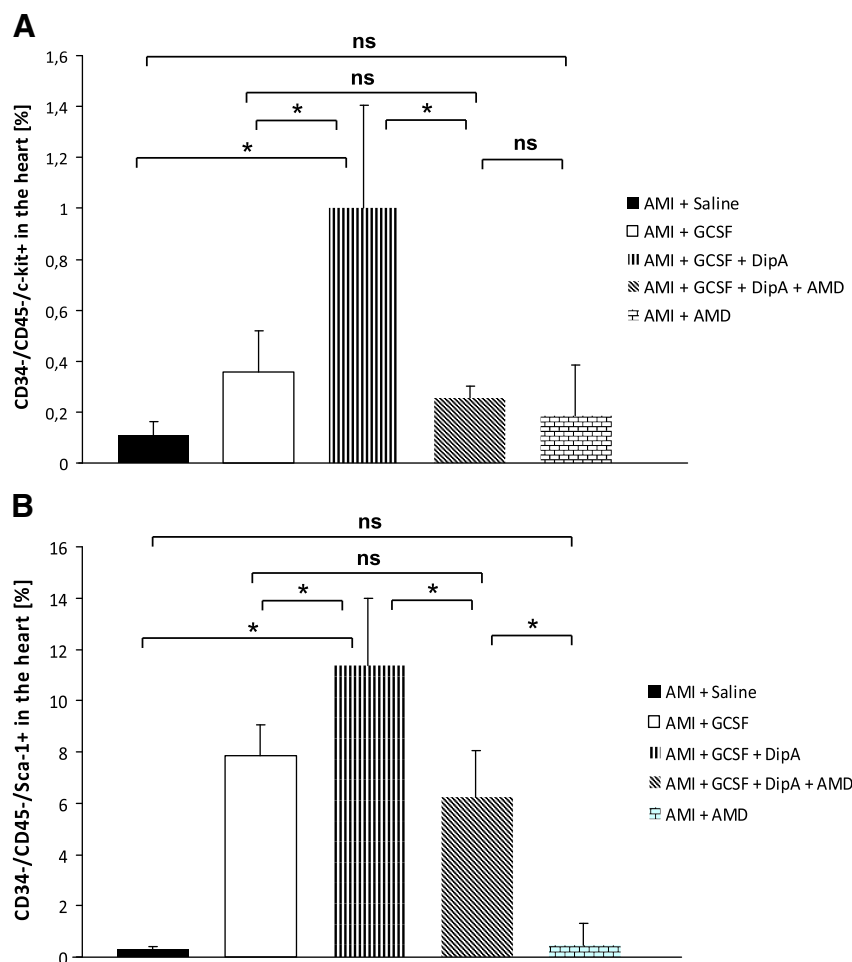 A
CD34-/CD45-/c-kit+ in the heart [%]
1,6
1,4
1,2
1
0,8
0,6
0,4
0,2
0
ns
ns
*
*
*
ns
AMI + Saline
AMI + GCSF
AMI + GCSF + DipA
AMI + GCSF + DipA + AMD
AMI + AMD
B
CD34-/CD45-/Sca-1+ in the heart [%]
16
14
12
10
8
6
4
2
0
ns
ns
*
*
*
*
AMI + Saline
AMI + GCSF
AMI + GCSF + DipA
AMI + GCSF + DipA + AMD
AMI + AMD